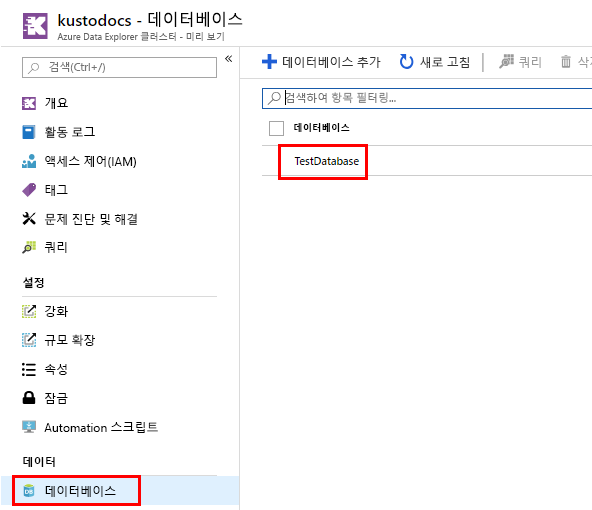 kustodocs - 데이터베이스
Azure Data Explorer 클러스터 - 미리 보기
검색(Ctrl+/)
«
개요
활동 로그
액세스 제어(IAM)
태그
문제 진단 및 해결
쿼리
설정
강화
규모 확장
속성
잠금
Automation 스크립트
데이터
데이터베이스
데이터베이스 추가 새로 고침 쿼리
검색하여 항목 필터링...
데이터베이스
TestDatabase